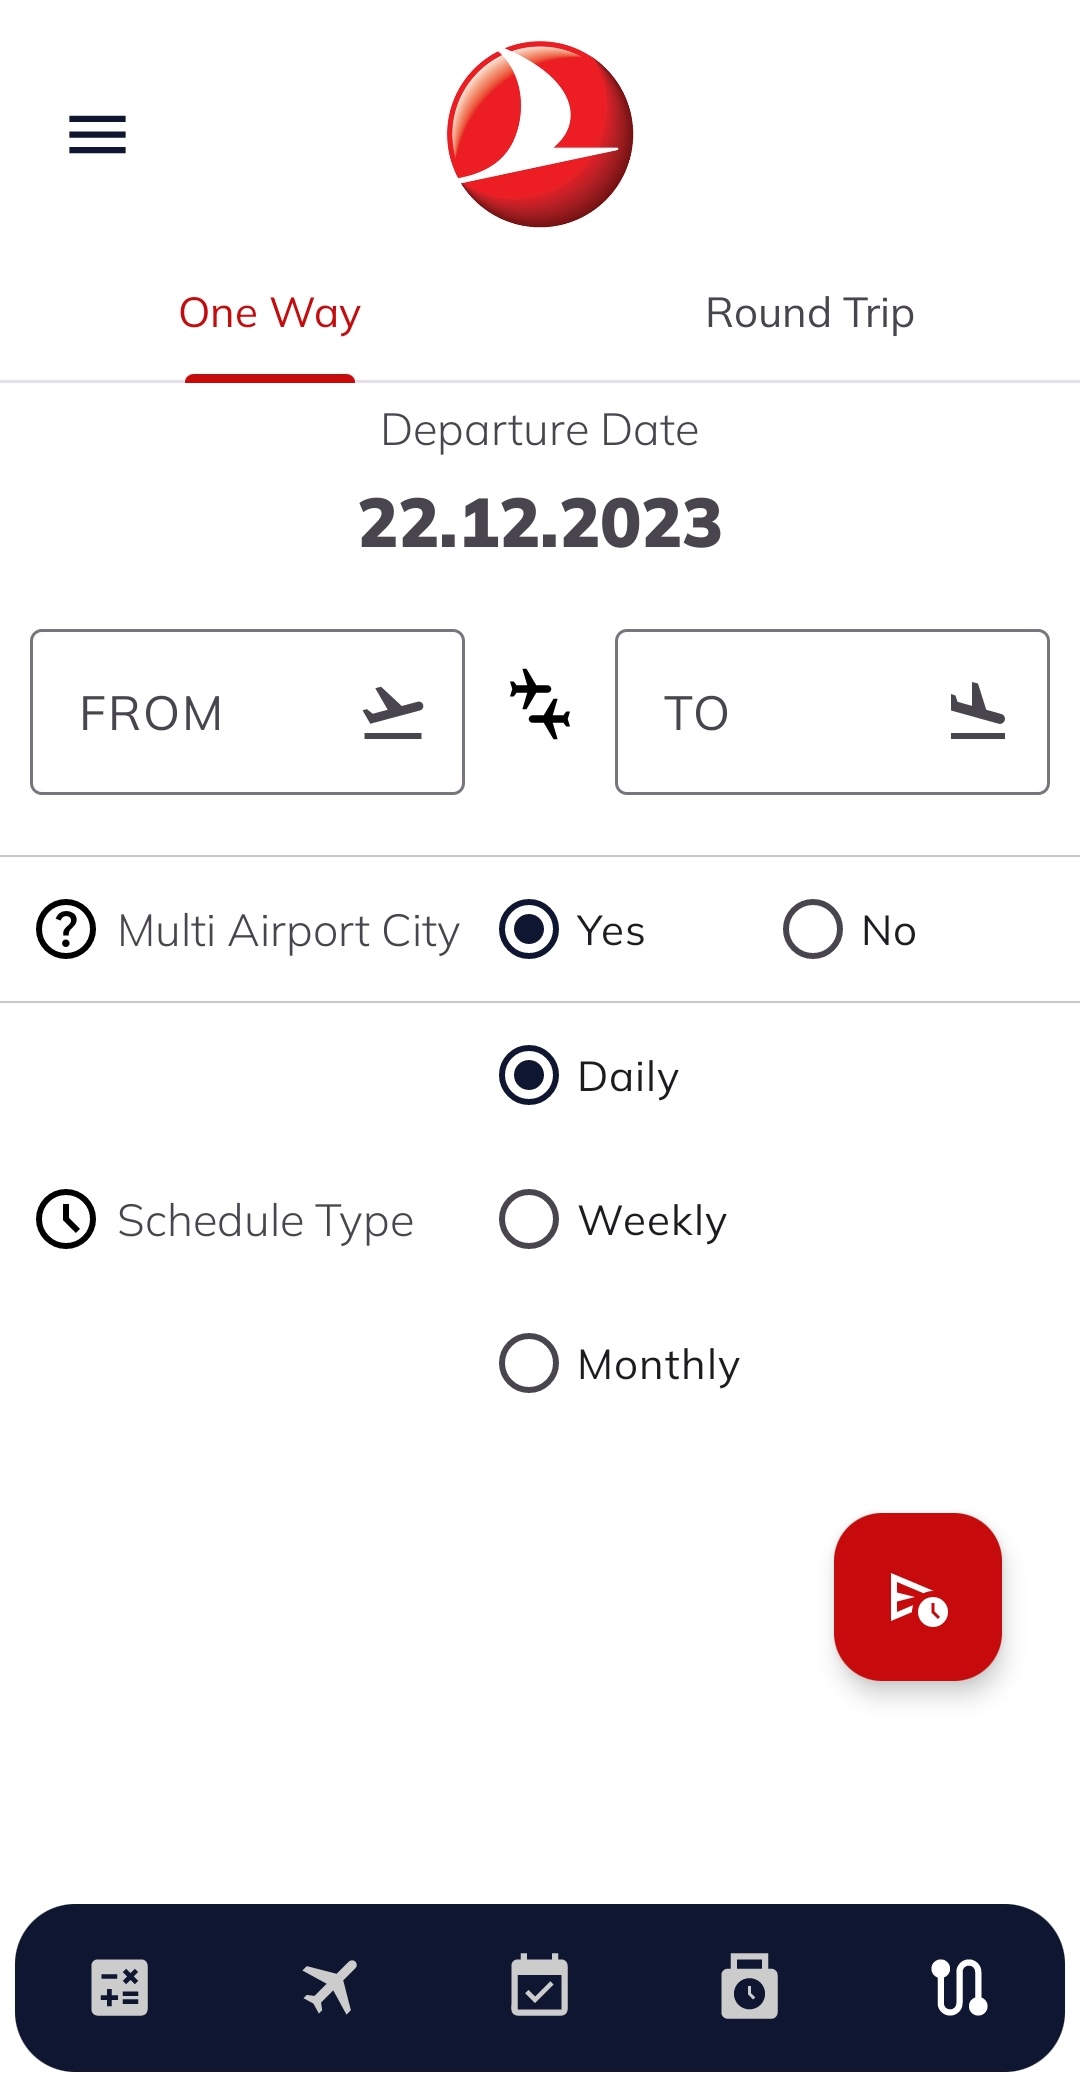 One Way Round Trip
Departure Date
22.12.2023
FROM TO
Multi Airport City Yes No
Daily
Schedule Type Weekly
Monthly